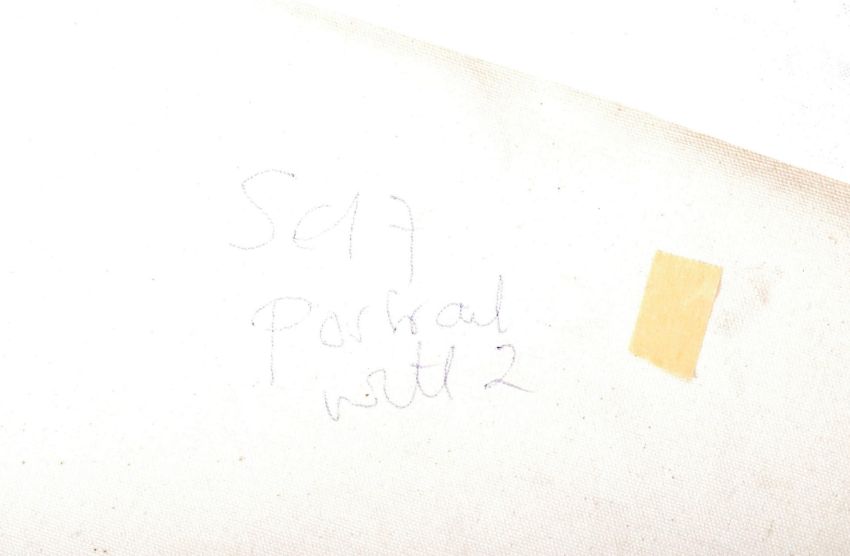 Self
Portrait
with 2